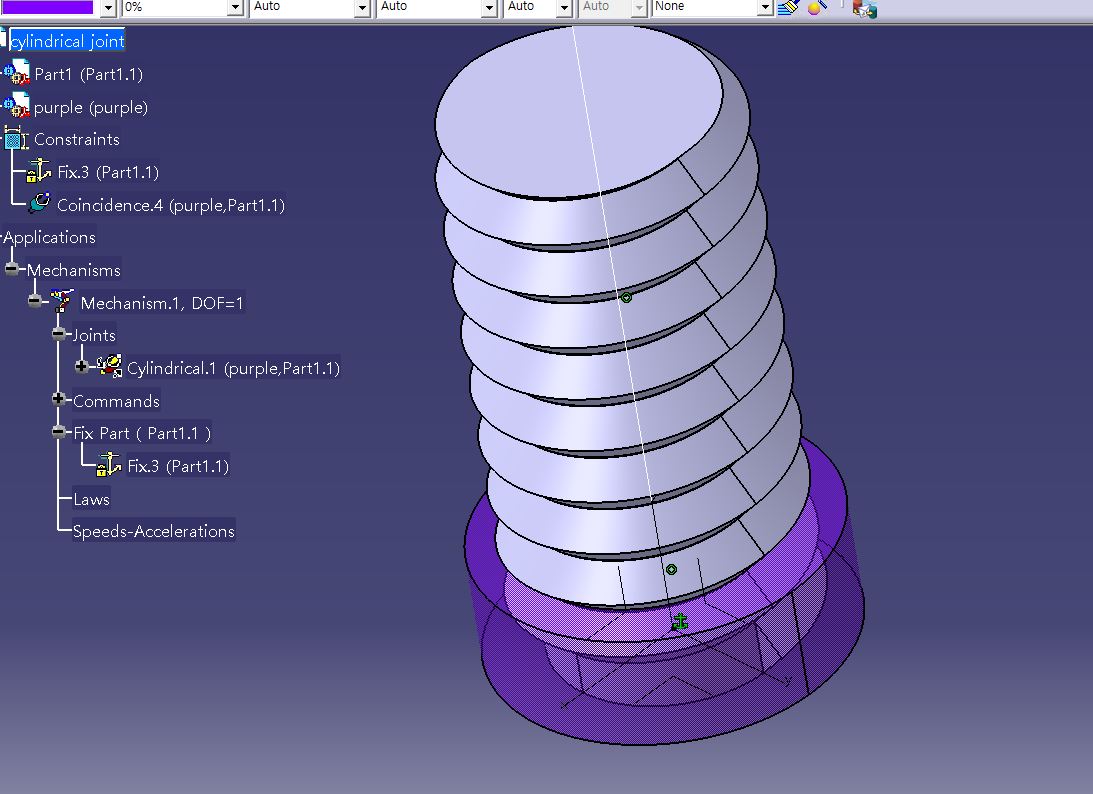 0%
Auto
Auto
Auto
Auto
None
cylindrical joint
Part1 (Part1.1)
purple (purple)
Constraints
Fix.3 (Part1.1)
Coincidence.4 (purple,Part1.1)
Applications
Mechanisms
Mechanism.1, DOF=1
Joints
Cylindrical.1 (purple,Part1.1)
Commands
Fix Part ( Part1.1 )
Fix.3 (Part1.1)
Laws
Speeds-Accelerations
x
y